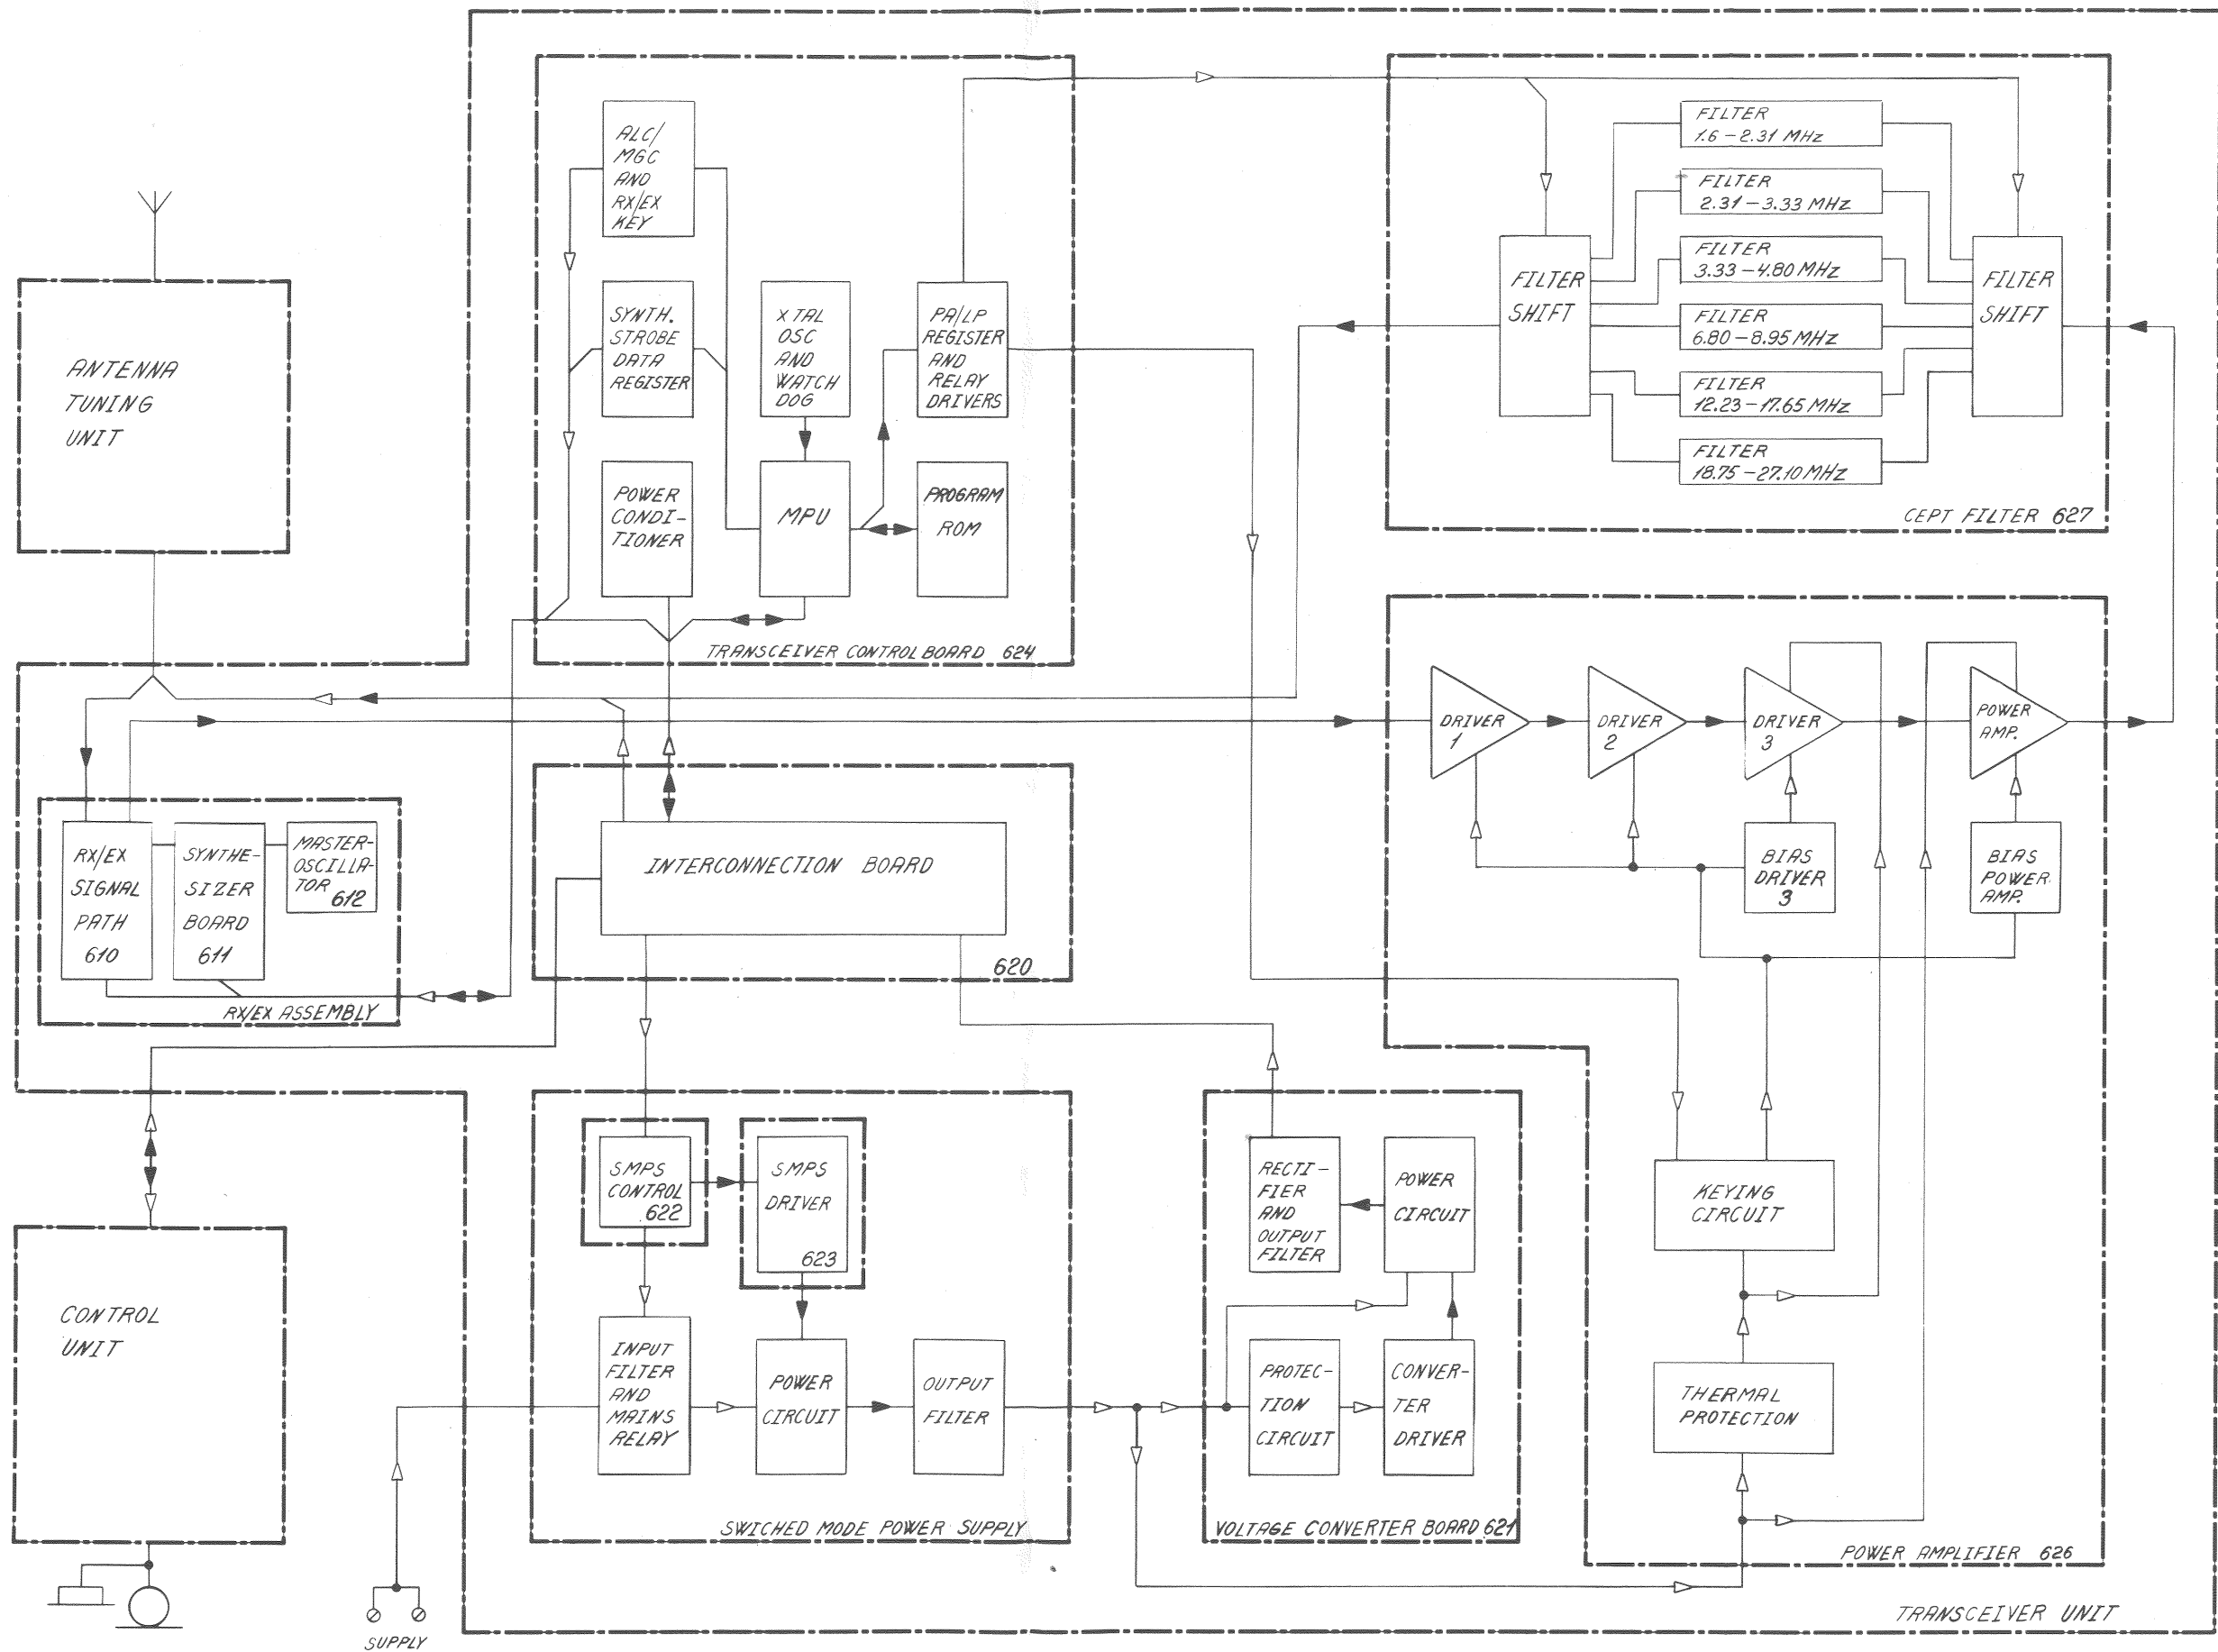 ANTENNA
TUNING
UNIT
ALC/
MGC
AND
RX/EX
KEY
SYNTH.
STROBE
DATA
REGISTER
XTAL
OSC
AND
WATCH
DOG
PA/LP
REGISTER
AND
RELAY
DRIVERS
POWER
CONDI-
TIONER
MPU
PROGRAM
ROM
TRANSCEIVER CONTROLBOARD 624
FILTER
1.6-2.31 MHz
FILTER
2.31-3.33 MHz
FILTER
3.33-4.80 MHz
FILTER
6.80-8.95 MHz
FILTER
12.23-17.65 MHz
FILTER
18.75-27.10 MHz
FILTER
SHIFT
FILTER
SHIFT
CEPT FILTER 627
RX/EX
SIGNAL
PATH
610
SYNTHE-
SIZER
BOARD
611
MASTER-
OSCILLA-
TOR 612
RX/EX ASSEMBLY
INTERCONNECTION BOARD
620
DRIVER
1
DRIVER
2
DRIVER
3
POWER
AMP.
BIAS
DRIVER
3
BIAS
POWER
AMP.
KEYING
CIRCUIT
THERMAL
PROTECTION
POWER AMPLIFIER 626
CONTROL
UNIT
SUPPLY
SMPS
CONTROL
622
SMPS
DRIVER
623
INPUT
FILTER
AND
MAINS
RELAY
POWER
CIRCUIT
OUTPUT
FILTER
SWICHED MODE POWER SUPPLY
RECTI-
FIER
AND
OUTPUT
FILTER
POWER
CIRCUIT
PROTEC-
TION
CIRCUIT
CONVER-
TER
DRIVER
VOLTAGE CONVERTER BOARD 621
TRANSCEIVER UNIT